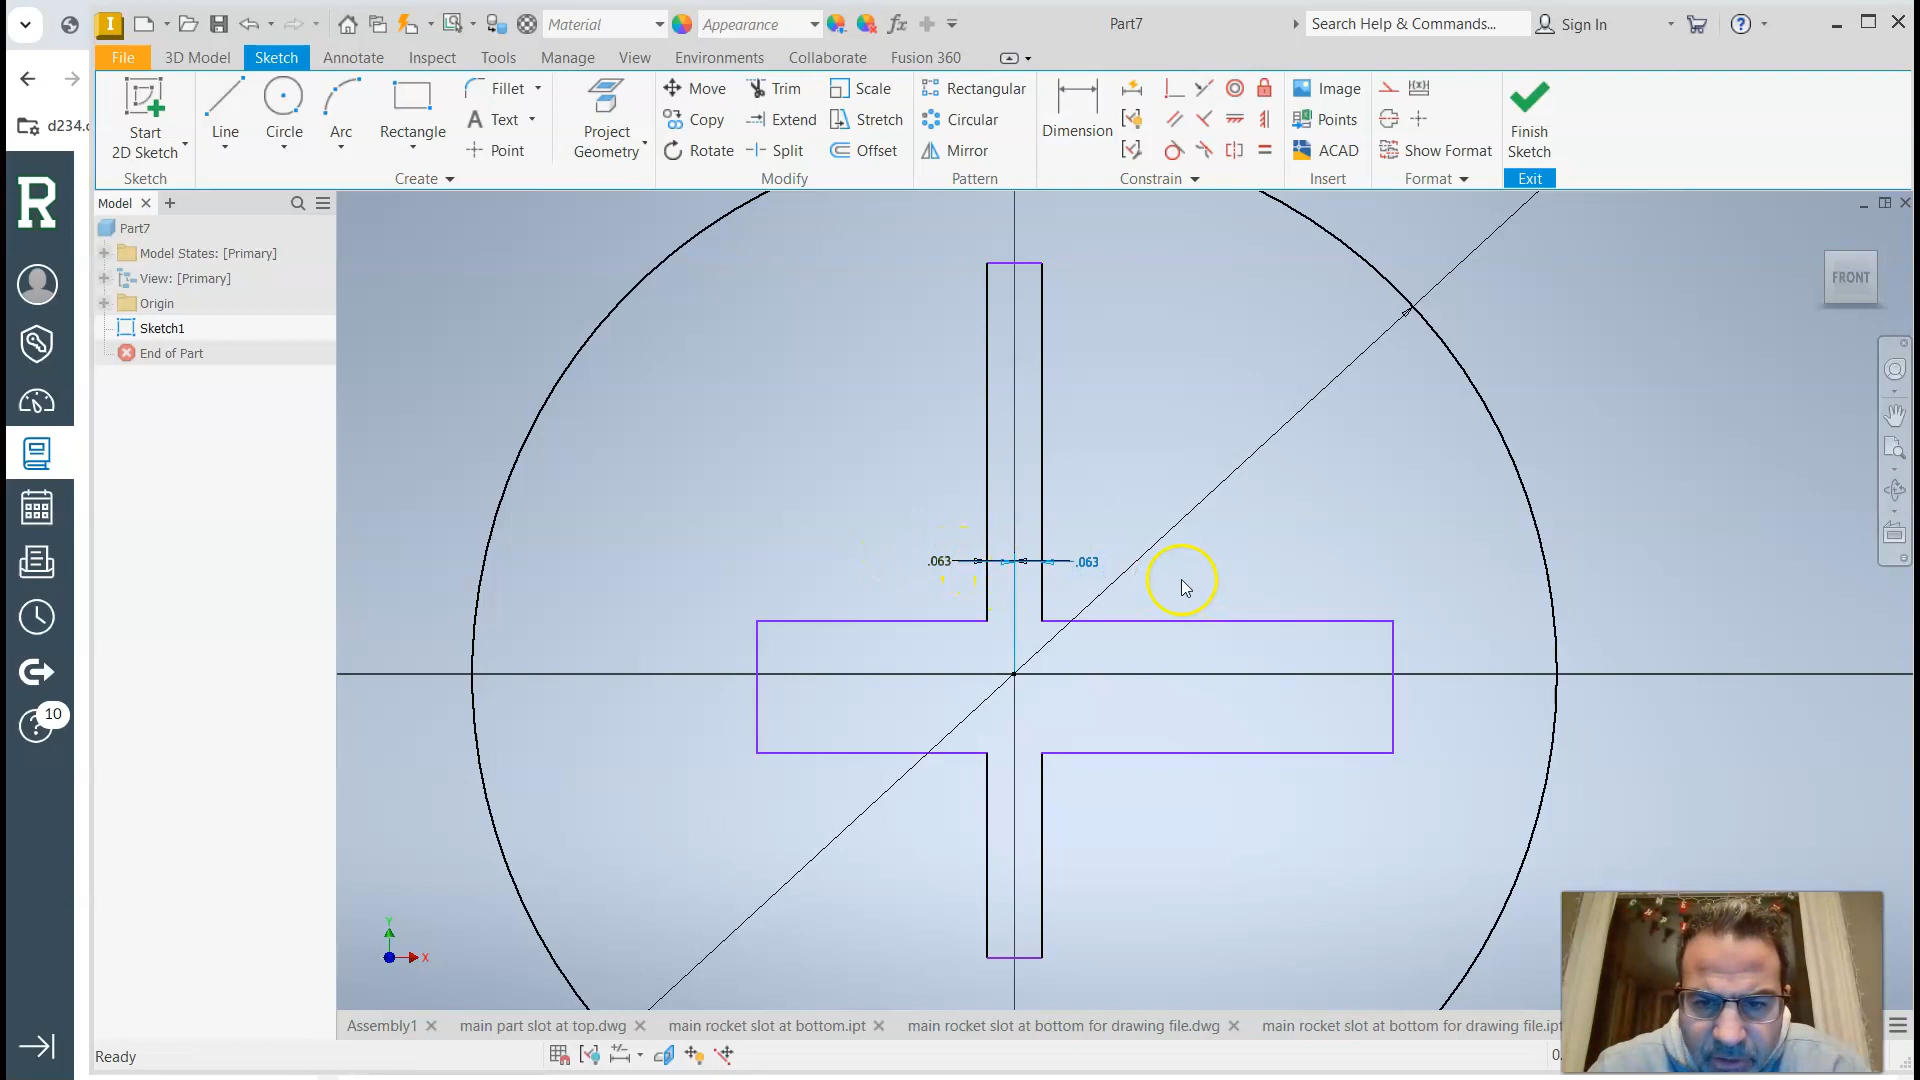 Material
Appearance
fx
Part7
Search Help & Commands...
Sign In
File
3D Model
Sketch
Annotate
Inspect
Tools
Manage
View
Environments
Collaborate
Fusion 360
Start
2D Sketch
Line
Circle
Arc
Rectangle
Fillet
Text
Point
Project
Geometry
Move
Copy
Rotate
Trim
Extend
Split
Scale
Stretch
Offset
Rectangular
Circular
Mirror
Dimension
Image
Points
ACAD
Show Format
Finish
Sketch
Sketch
Create
Modify
Pattern
Constrain
Insert
Format
Exit
d234.
R
10
Model
Part7
Model States: [Primary]
View: [Primary]
Origin
Sketch1
End of Part
FRONT
.063
.063
Y
X
Assembly1
main part slot at top.dwg
main rocket slot at bottom.ipt
main rocket slot at bottom for drawing file.dwg
main rocket slot at bottom for drawing file.ipt
Ready
0.